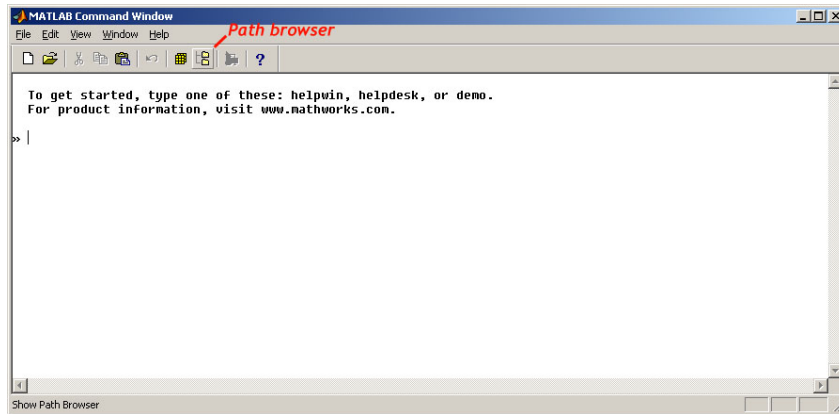 MATLAB Command Window
File Edit View Window Help
Path browser
?
To get started, type one of these: helpwin, helpdesk, or demo.
For product information, visit www.mathworks.com.
»
Show Path Browser